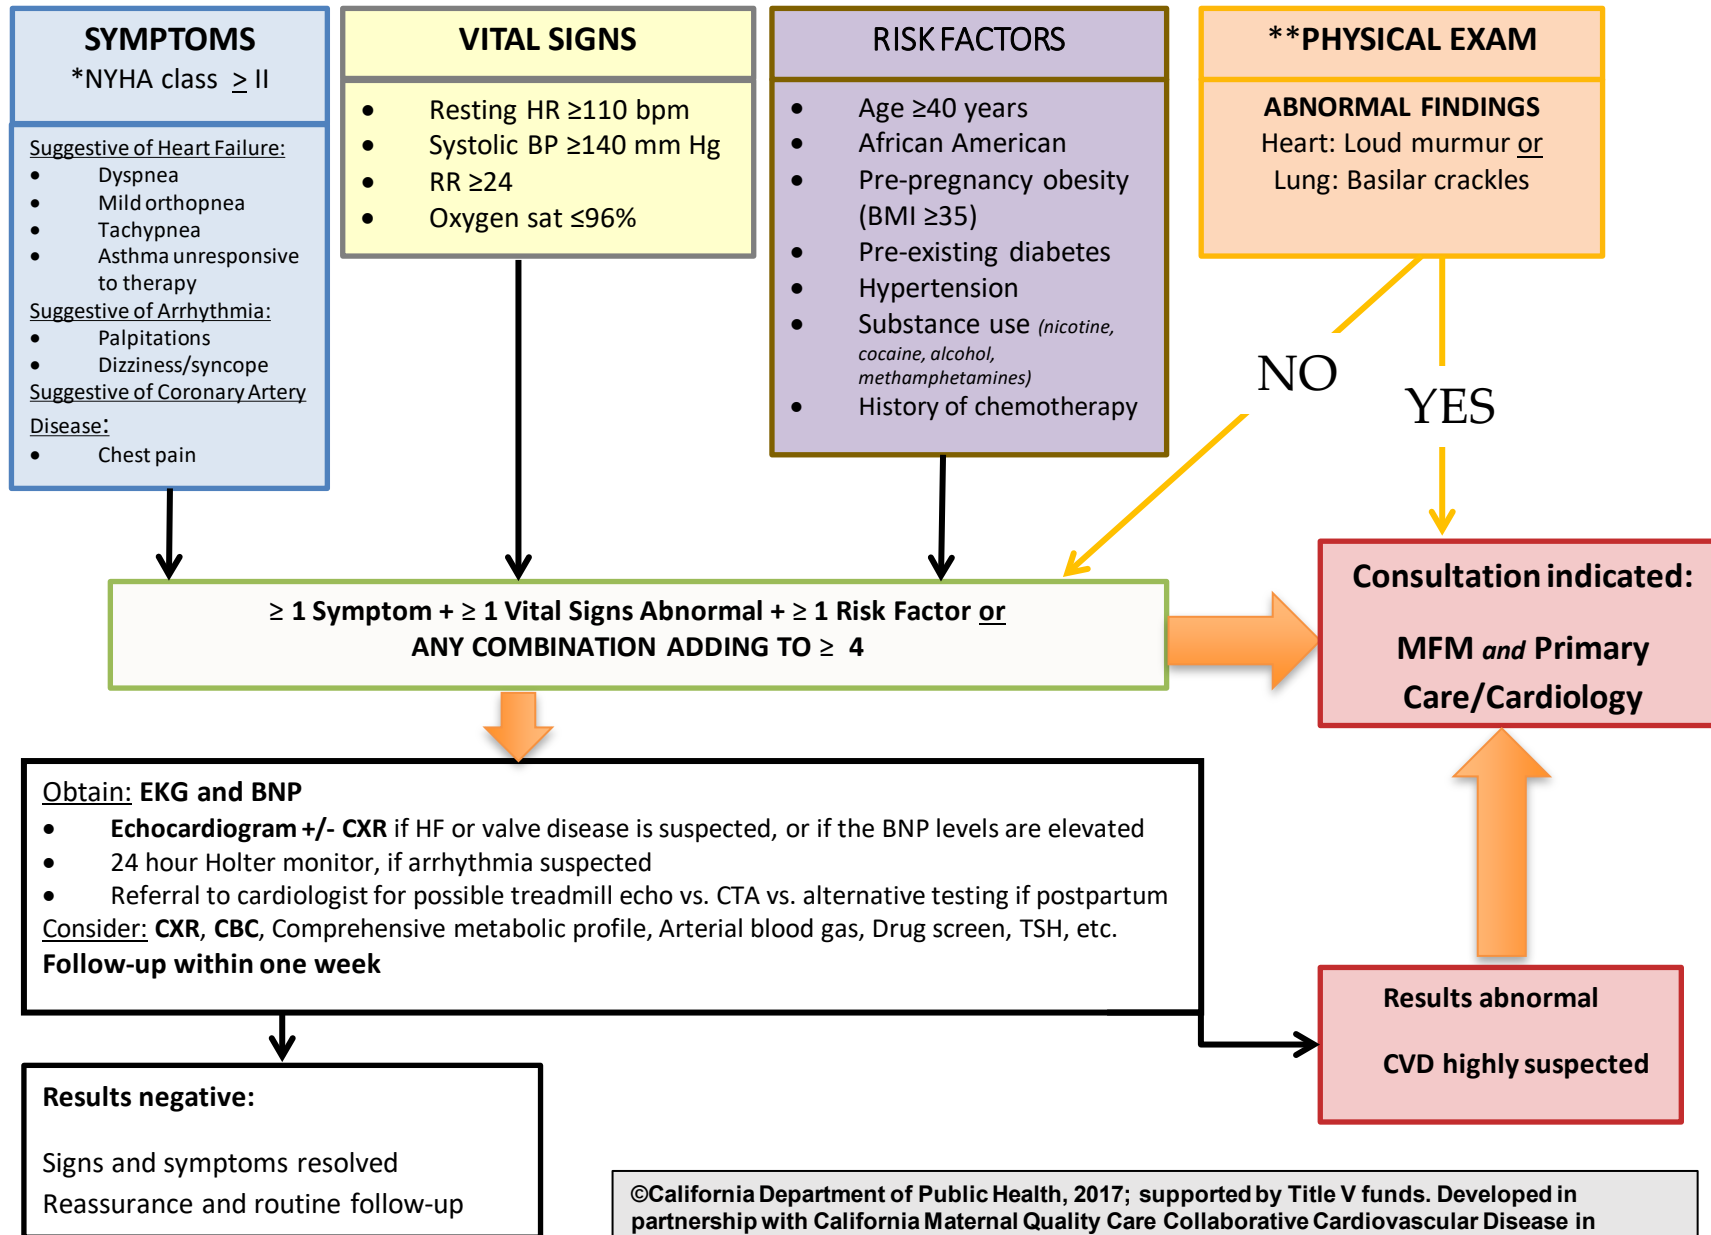 SYMPTOMS
*NYHA class ≥ II
Suggestive of Heart Failure:
• Dyspnea
• Mild orthopnea
• Tachypnea
• Asthma unresponsive
to therapy
Suggestive of Arrhythmia:
• Palpitations
• Dizziness/syncope
Suggestive of Coronary Artery
Disease:
• Chest pain
VITAL SIGNS
• Resting HR ≥110 bpm
• Systolic BP ≥140 mm Hg
• RR ≥24
• Oxygen sat ≤96%
RISK FACTORS
• Age ≥40 years
• African American
• Pre-pregnancy obesity
(BMI ≥35)
• Pre-existing diabetes
• Hypertension
• Substance use (nicotine,
cocaine, alcohol,
methamphetamines)
• History of chemotherapy
**PHYSICAL EXAM
ABNORMAL FINDINGS
Heart: Loud murmur or
Lung: Basilar crackles
NO
YES
≥ 1 Symptom + ≥ 1 Vital Signs Abnormal + ≥ 1 Risk Factor or
ANY COMBINATION ADDING TO ≥ 4
Consultation indicated:
MFM and Primary
Care/Cardiology
Obtain: EKG and BNP
• Echocardiogram +/- CXR if HF or valve disease is suspected, or if the BNP levels are elevated
• 24 hour Holter monitor, if arrhythmia suspected
• Referral to cardiologist for possible treadmill echo vs. CTA vs. alternative testing if postpartum
Consider: CXR, CBC, Comprehensive metabolic profile, Arterial blood gas, Drug screen, TSH, etc.
Follow-up within one week
Results abnormal
CVD highly suspected
Results negative:
Signs and symptoms resolved
Reassurance and routine follow-up
©California Department of Public Health, 2017; supported by Title V funds. Developed in
partnership with California Maternal Quality Care Collaborative Cardiovascular Disease in